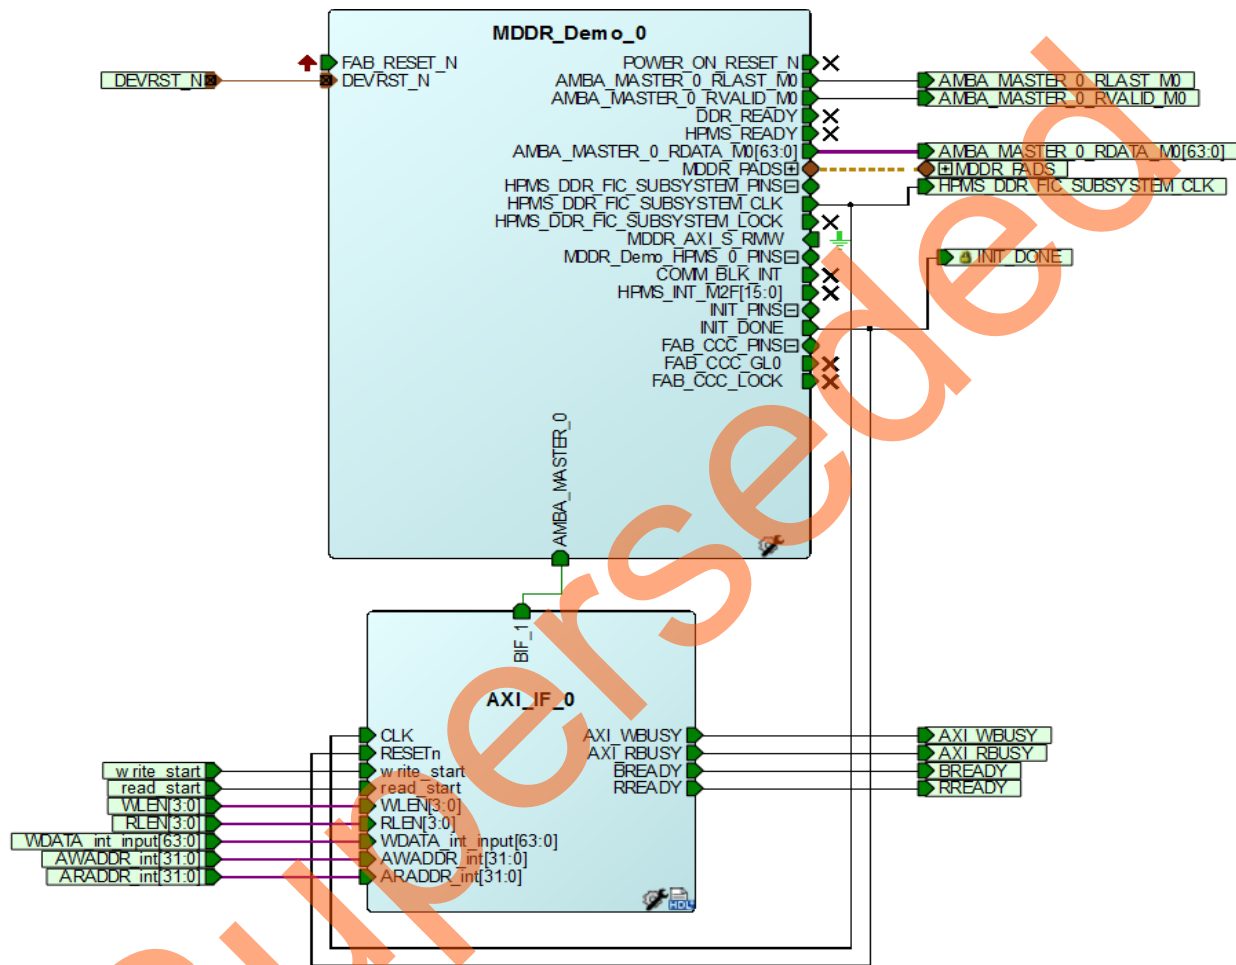 MDDR_Demo_0
FAB_RESET_N
DEVRST_N
DEVRST_N
POWER_ON_RESET_N
AMBA_MASTER_0_RLAST_M0
AMBA_MASTER_0_RVALID_M0
DDR_READY
HPMS_READY
AMBA_MASTER_0_RDATA_M0[63:0]
MDDR_PADS
HPMS_DDR_FIC_SUBSYSTEM_PINS
HPMS_DDR_FIC_SUBSYSTEM_CLK
HPMS_DDR_FIC_SUBSYSTEM_LOCK
MDDR_AXI_S_RMW
MDDR_Demo_HPMS_0_PINS
COMM_BLK_INT
HPMS_INT_M2F[15:0]
INIT_PINS
INIT_DONE
FAB_CCC_PINS
FAB_CCC_GL0
FAB_CCC_LOCK
AMBA_MASTER_0_RLAST_M0
AMBA_MASTER_0_RVALID_M0
AMBA_MASTER_0_RDATA_M0[63:0]
MDDR_PADS
HPMS_DDR_FIC_SUBSYSTEM_CLK
INIT_DONE
AMBA_MASTER_0
BIF_1
AXI_IF_0
CLK
RESETn
write_start
read_start
WLEN[3:0]
RLEN[3:0]
WDATA_int_input[63:0]
AWADDR_int[31:0]
ARADDR_int[31:0]
write_start
read_start
WLEN[3:0]
RLEN[3:0]
WDATA_int_input[63:0]
AWADDR_int[31:0]
ARADDR_int[31:0]
AXI_WBUSY
AXI_RBUSY
BREADY
RREADY
AXI_WBUSY
AXI_RBUSY
BREADY
RREADY
HDL
Superseded